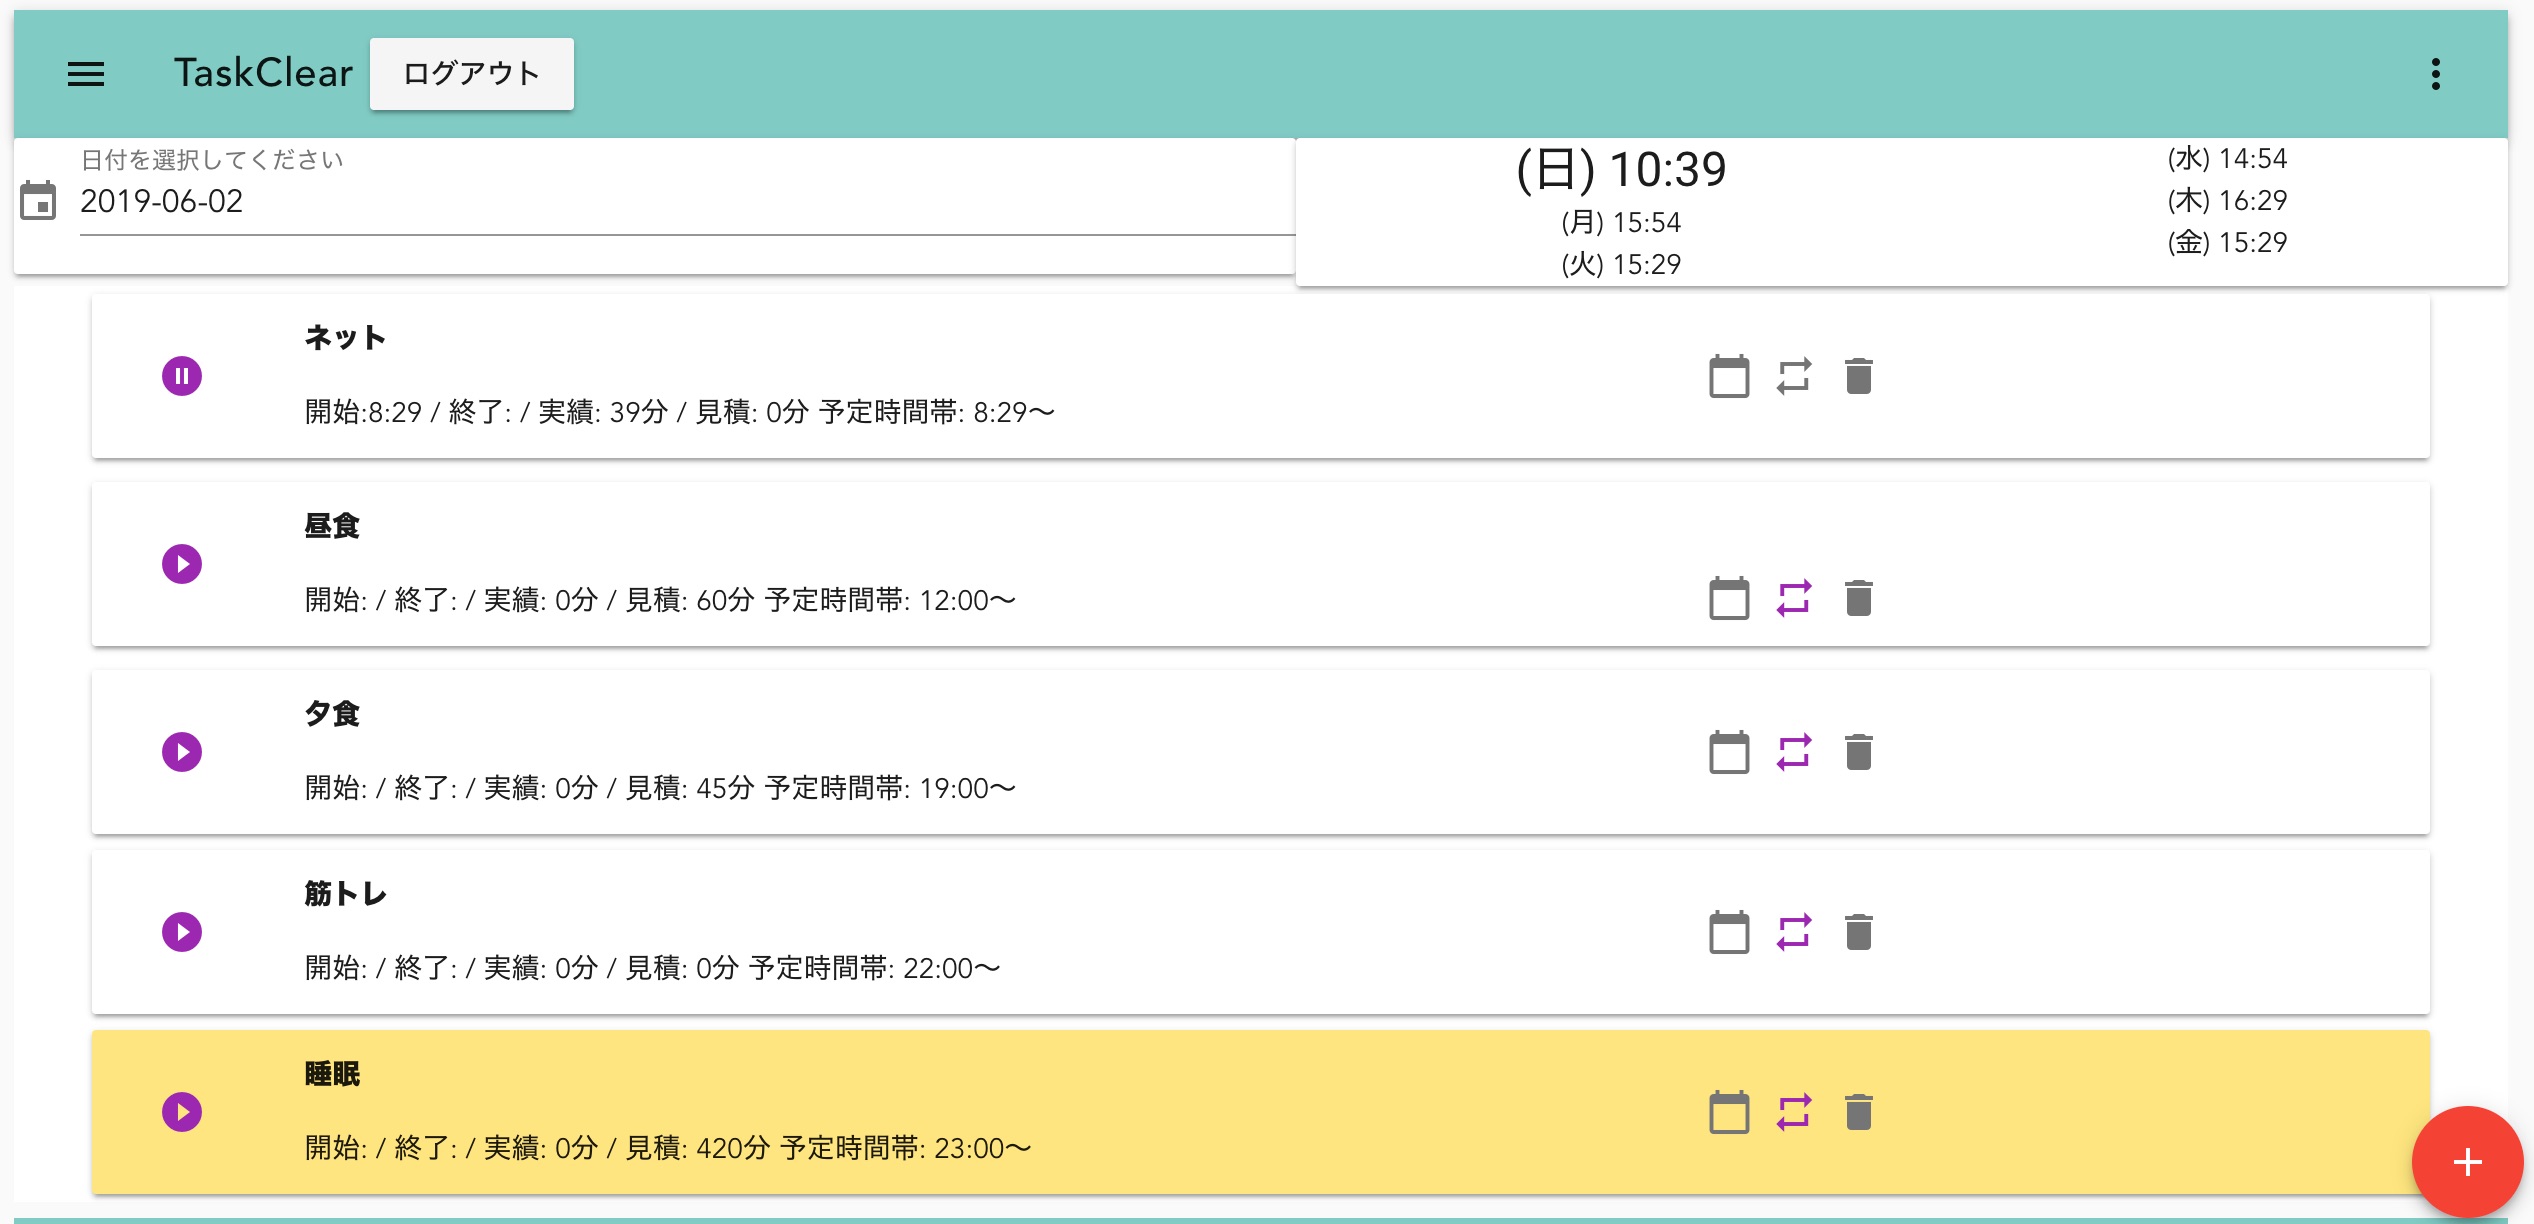 TaskClear ログアウト
日付を選択してください
2019-06-02
(日) 10:39
(月) 15:54
(火) 15:29
(水) 14:54
(木) 16:29
(金) 15:29
ネット
開始:8:29 / 終了: / 実績: 39分 / 見積: 0分 予定時間帯: 8:29〜
昼食
開始: / 終了: / 実績: 0分 / 見積: 60分 予定時間帯: 12:00〜
夕食
開始: / 終了: / 実績: 0分 / 見積: 45分 予定時間帯: 19:00〜
筋トレ
開始: / 終了: / 実績: 0分 / 見積: 0分 予定時間帯: 22:00〜
睡眠
開始: / 終了: / 実績: 0分 / 見積: 420分 予定時間帯: 23:00〜